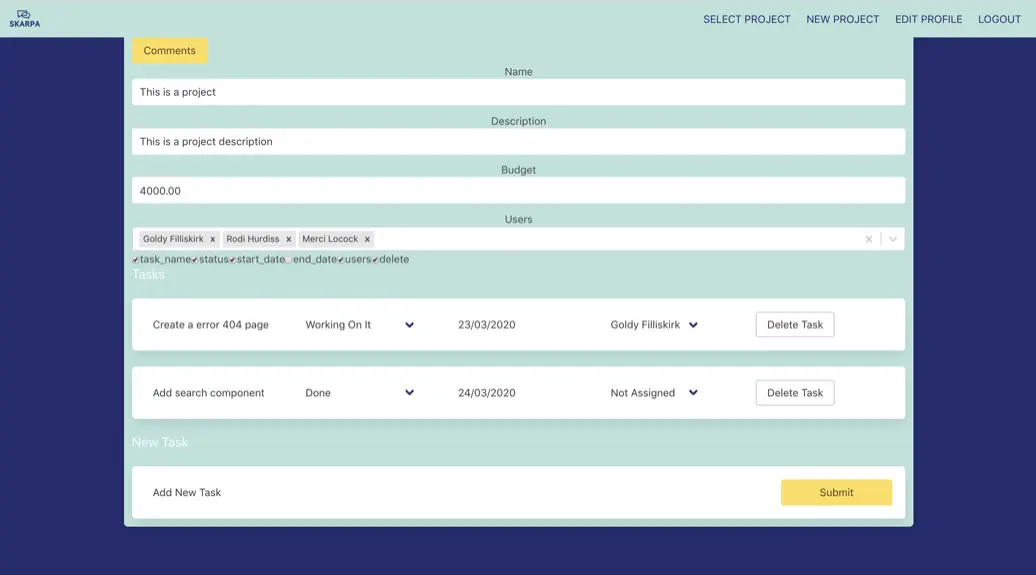 SKARPA
SELECT PROJECT NEW PROJECT EDIT PROFILE LOGOUT
Comments
Name
This is a project
Description
This is a project description
Budget
4000.00
Users
Goldy Filliskirk x Rodi Hurdiss x Merci Locock x
task_name status start_date end_date users delete
Tasks
Create a error 404 page Working On It 23/03/2020 Goldy Filliskirk Delete Task
Add search component Done 24/03/2020 Not Assigned Delete Task
New Task
Add New Task Submit